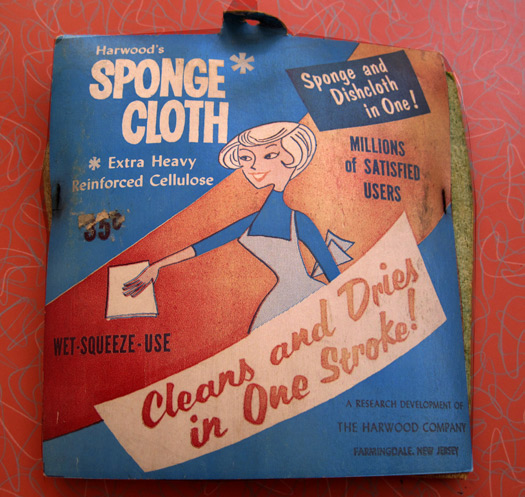 Harwood's
SPONGE *
CLOTH
* Extra Heavy
Reinforced Cellulose
35¢
Sponge and
Dishcloth
in One!
MILLIONS
OF SATISFIED
USERS
WET-SQUEEZE-USE
Cleans and Dries
in One Stroke!
A RESEARCH DEVELOPMENT OF
THE HARWOOD COMPANY
FARMINGDALE, NEW JERSEY